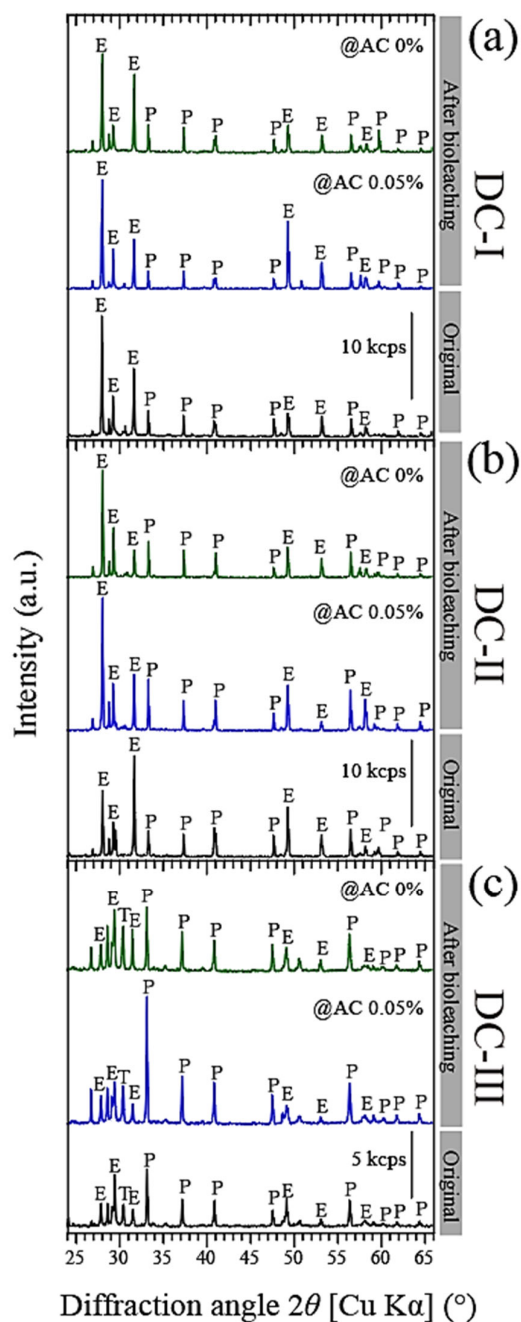 (a)
DC-I
After bioleaching
Original
@AC 0%
E E E P P P P E E P E P P P
@AC 0.05%
E E E P P P P E E P E P P P
10 kcps
E E E P P P P E E P E P P
(b)
DC-II
After bioleaching
Original
@AC 0%
E E E P P P P E E P E P P P
@AC 0.05%
E E E P P P P E E P E P P P
10 kcps
E E E P P P P E E P E P P P
(c)
DC-III
After bioleaching
Original
@AC 0%
E E T E P P P P E E P E P P P
@AC 0.05%
E E T E P P P P E E P E P P P
5 kcps
E E T E P P P P E E P E P P P
Intensity (a.u.)
25 30 35 40 45 50 55 60 65
Diffraction angle 2θ [Cu Kα] (°)